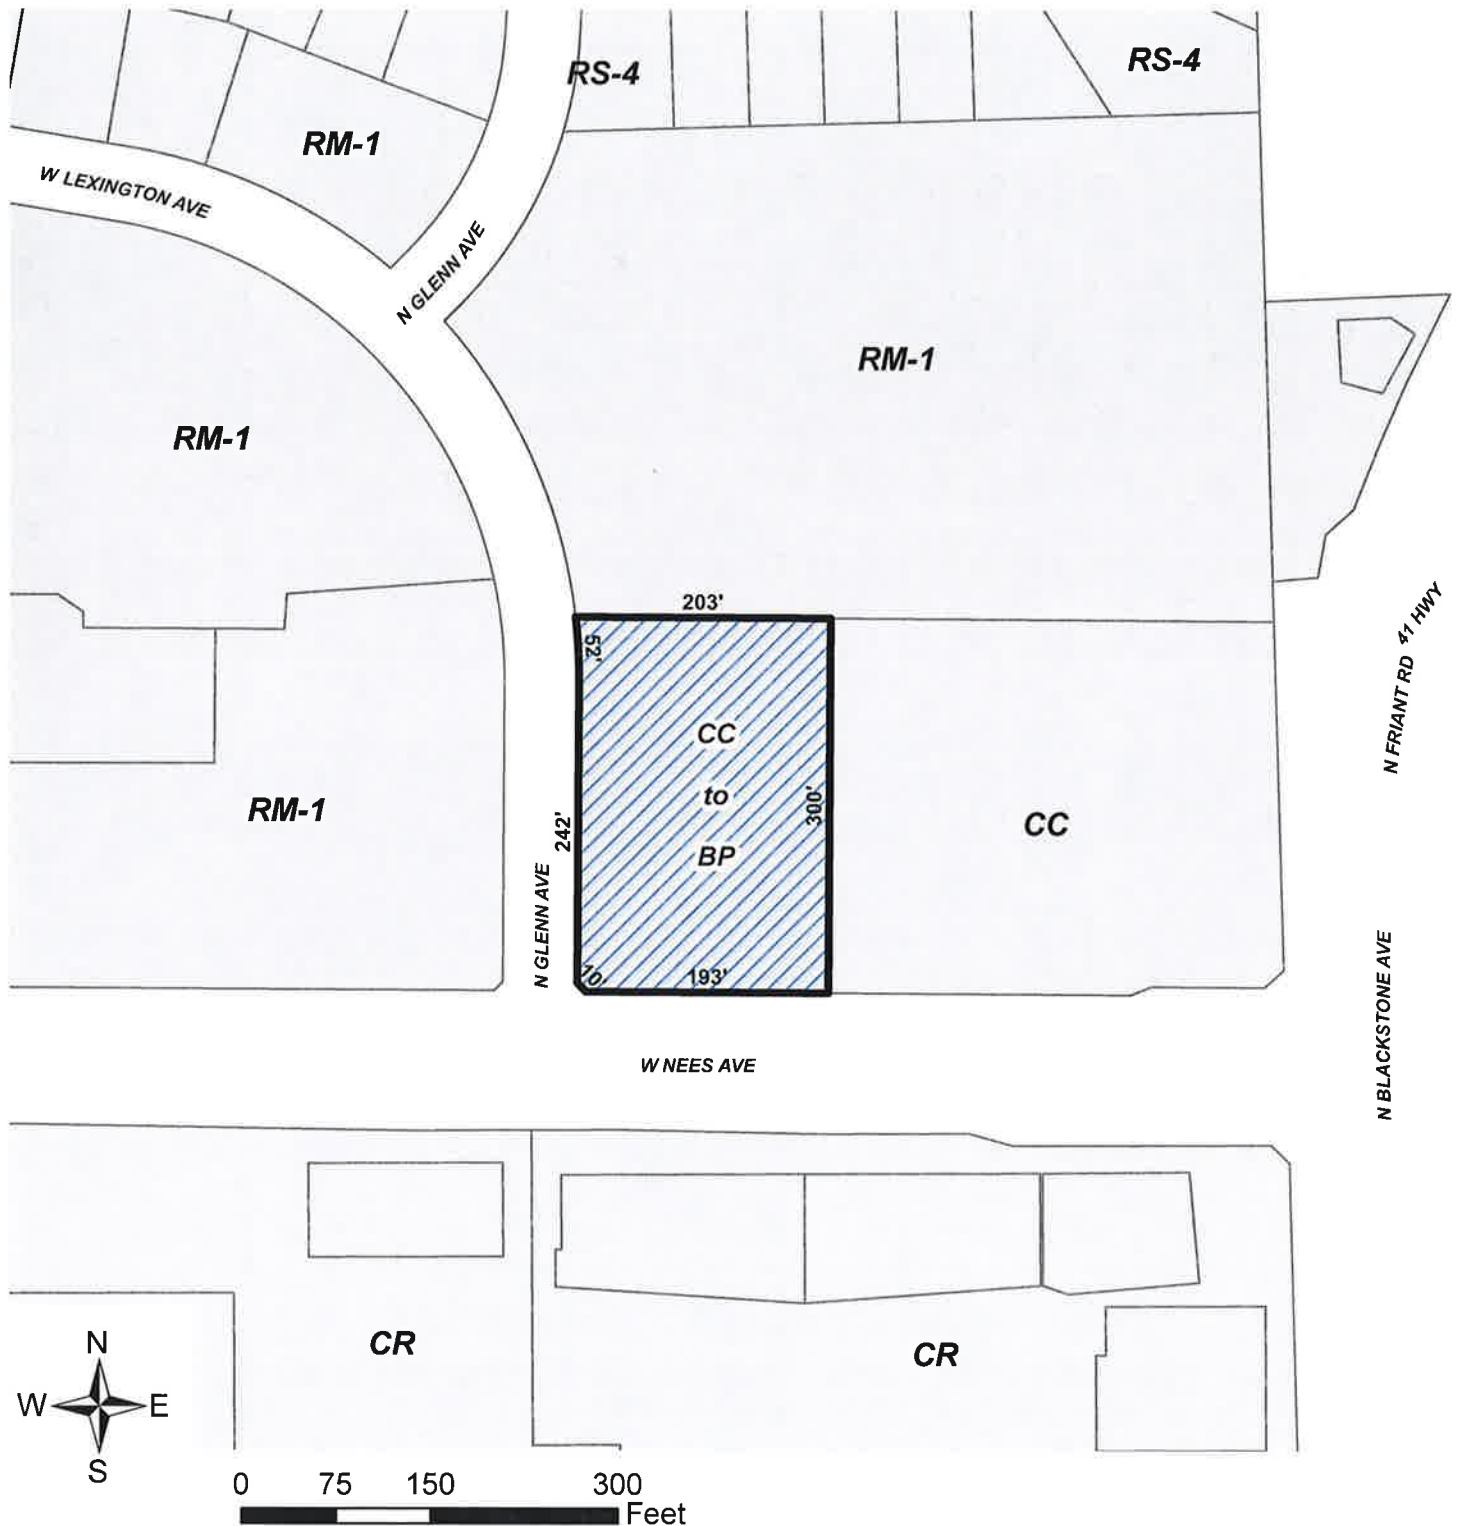 RS-4
RS-4
RM-1
W LEXINGTON AVE
N GLENN AVE
RM-1
RM-1
203'
52'
N FRIANT RD 41 HWY
CC
to
BP
300'
242'
RM-1
CC
N GLENN AVE
10'
193'
N BLACKSTONE AVE
W NEES AVE
CR
CR
N
W E
S
0 75 150 300
Feet